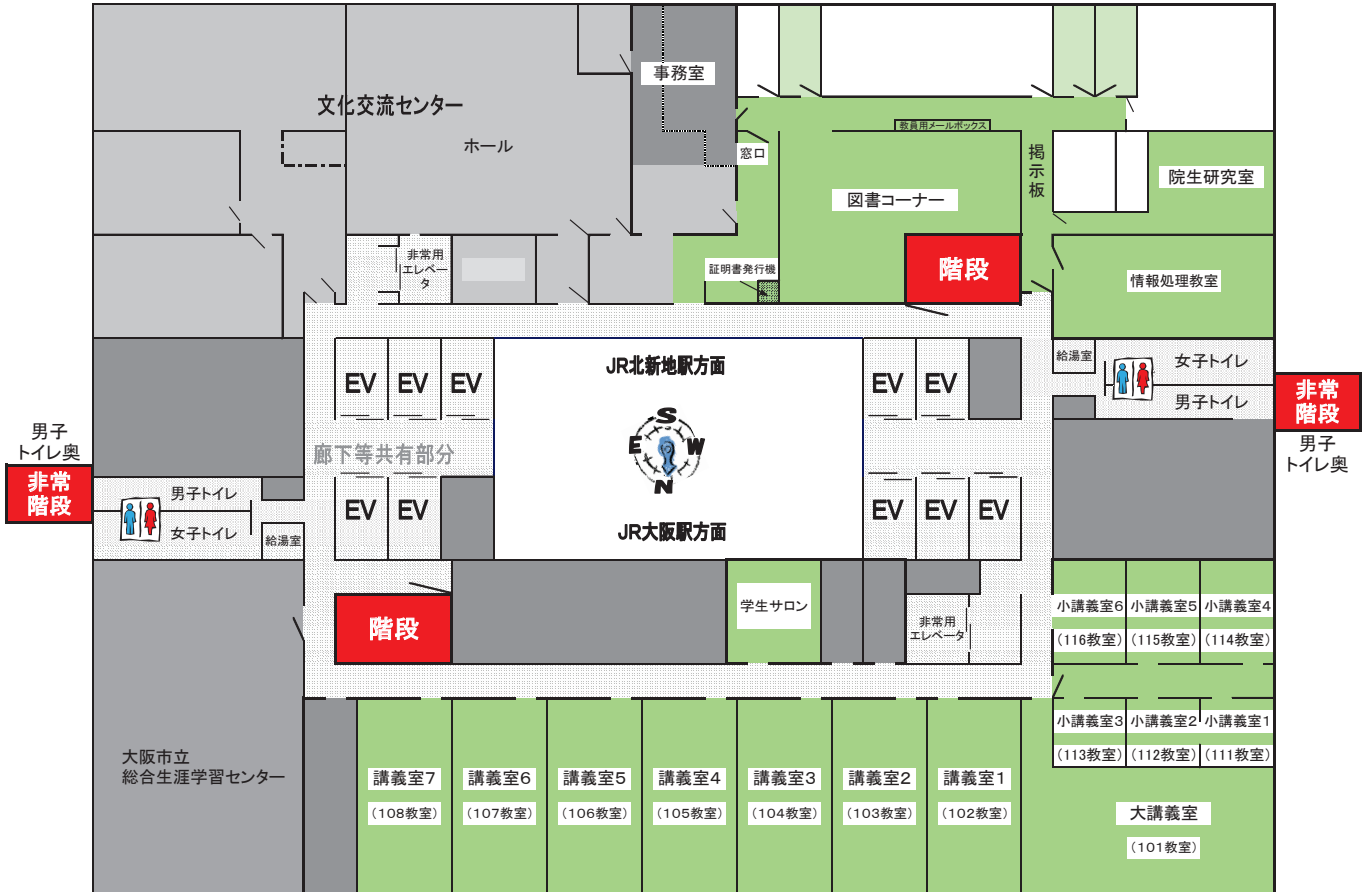 事務室
文化交流センター
ホール
窓口
教員用メールボックス
掲
示
板
院生研究室
図書コーナー
非常用
エレベー
タ
証明書発行機
階段
情報処理教室
JR北新地駅方面
給湯室
女子トイレ
男子トイレ
非常
階段
男子
トイレ奥
EV
EV
EV
EV
EV
S
E
W
N
男子
トイレ奥
非常
階段
廊下等共有部分
男子トイレ
女子トイレ
給湯室
EV
EV
EV
EV
EV
JR大阪駅方面
階段
学生サロン
非常用
エレベータ
小講義室6
小講義室5
小講義室4
(116教室)
(115教室)
(114教室)
小講義室3
小講義室2
小講義室1
(113教室)
(112教室)
(111教室)
大阪市立
総合生涯学習センター
講義室7
講義室6
講義室5
講義室4
講義室3
講義室2
講義室1
(108教室)
(107教室)
(106教室)
(105教室)
(104教室)
(103教室)
(102教室)
大講義室
(101教室)